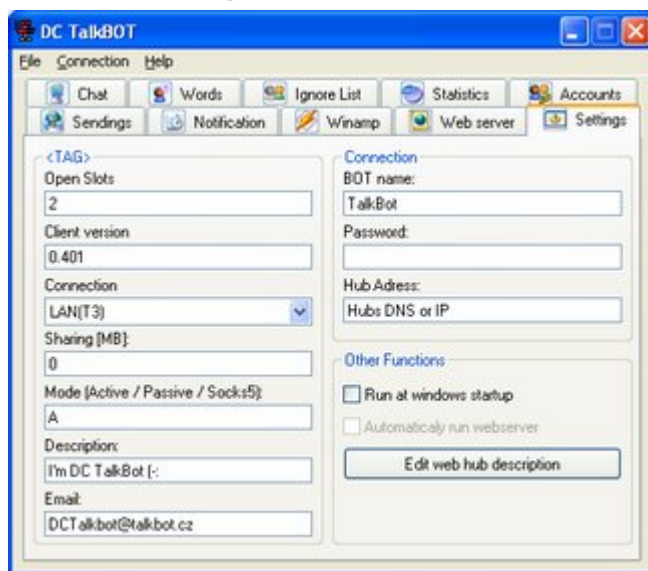 DC TalkBOT
File Connection Help
Chat Words Ignore List Statistics Accounts
Sendings Notification Winamp Web server Settings
<TAG>
Open Slots
2
Client version
0.401
Connection
LAN(T3)
Sharing [MB]:
0
Mode (Active / Passive / Socks5):
A
Description:
I'm DC TalkBot (-:
Email:
DCTalkbot@talkbot.cz
Connection
BOT name:
TalkBot
Password:
Hub Adress:
Hubs DNS or IP
Other Functions
Run at windows startup
Automaticaly run webserver
Edit web hub description